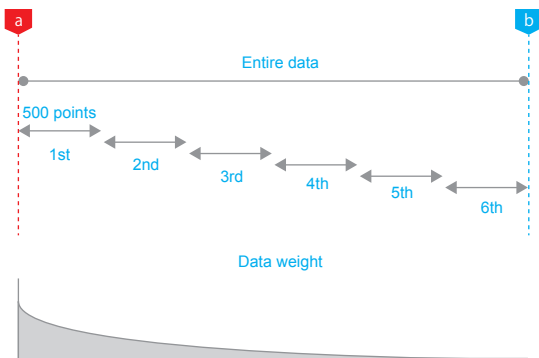 a
b
Entire data
500 points
1st
2nd
3rd
4th
5th
6th
Data weight